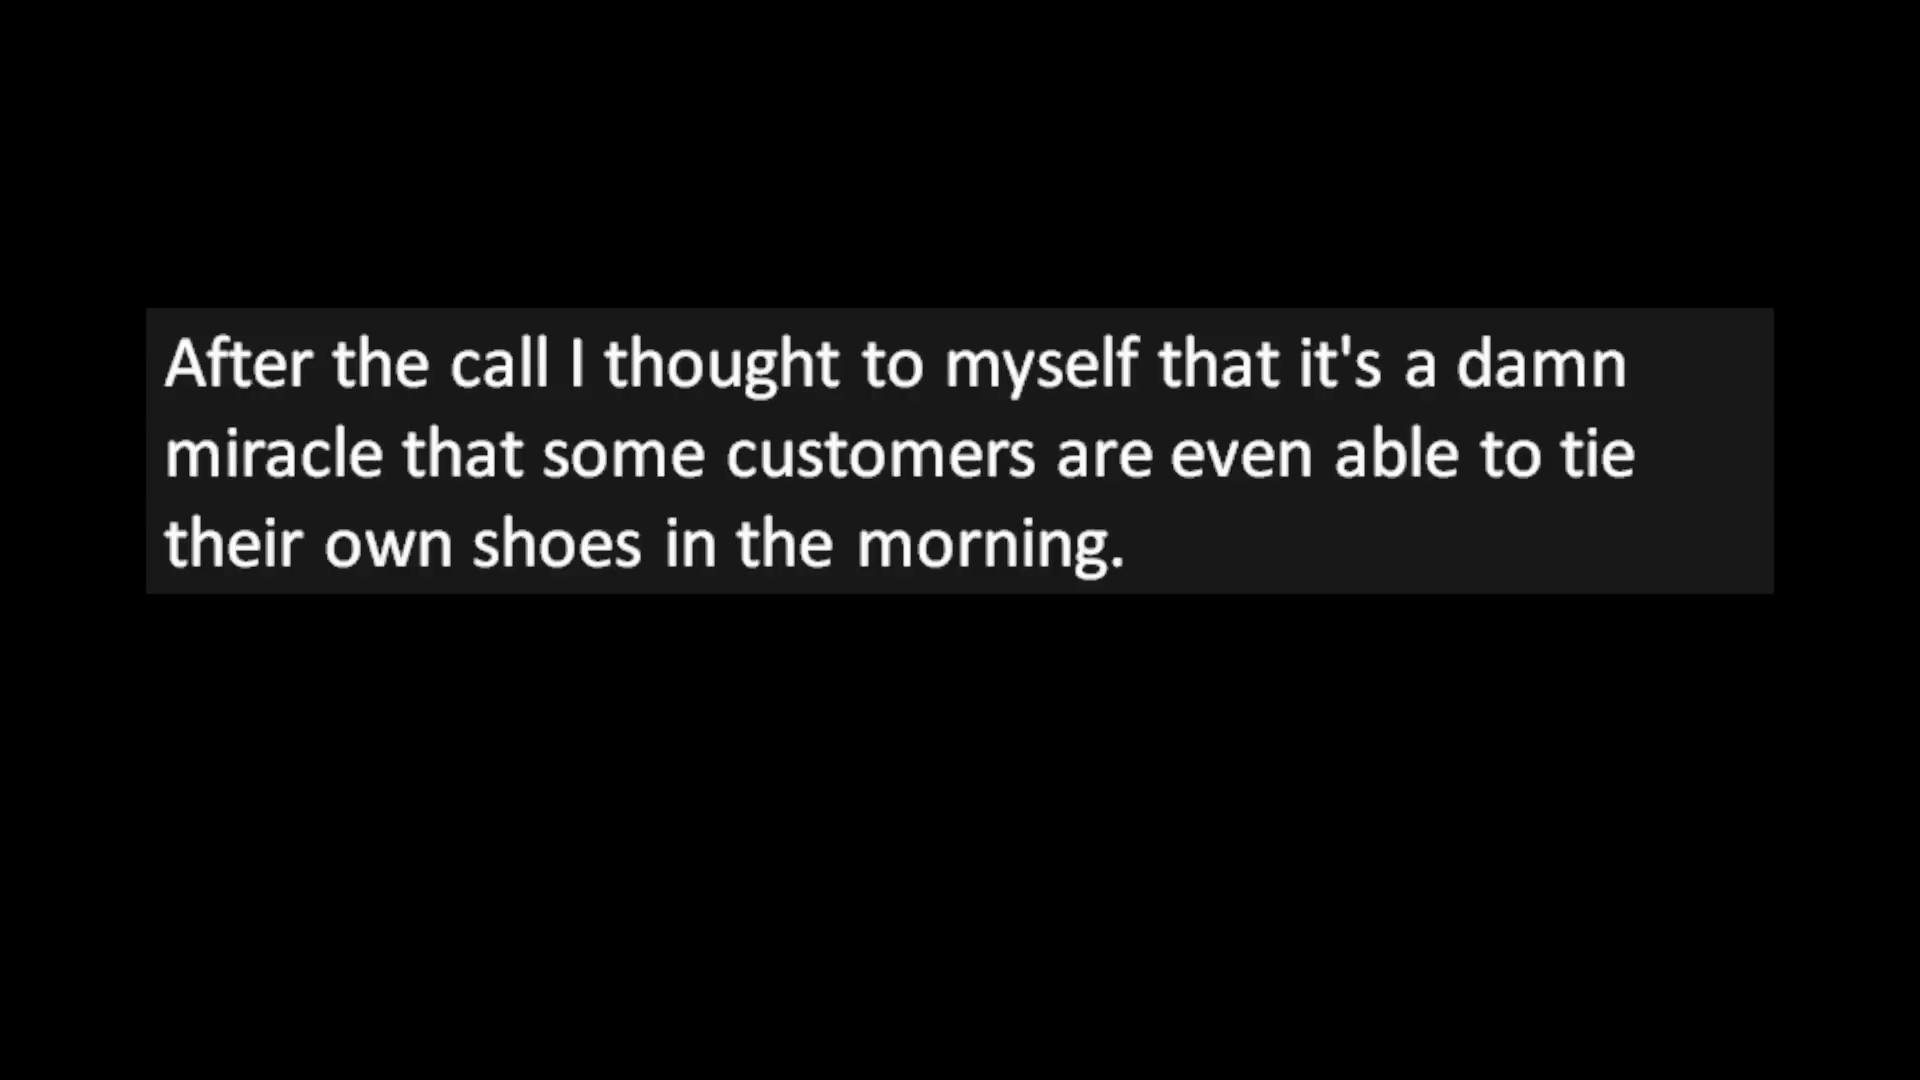 After the call I thought to myself that it's a damn
miracle that some customers are even able to tie
their own shoes in the morning.